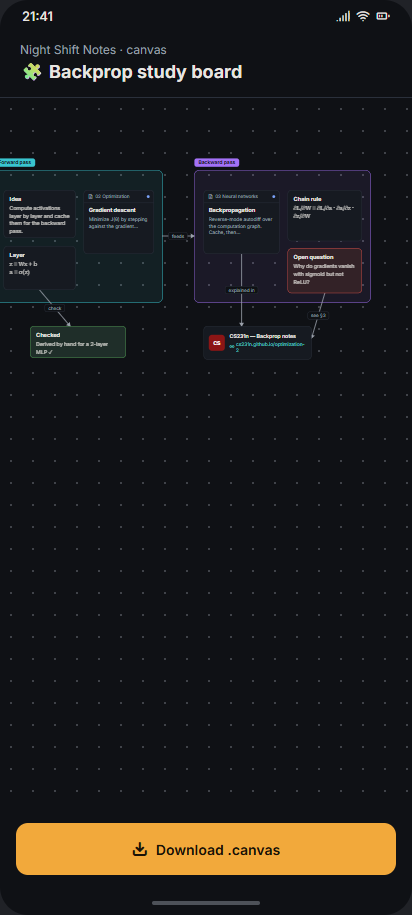 21:41
Night Shift Notes · canvas
🧩 Backprop study board
Forward pass
Idea
Compute activations
layer by layer and cache
them for the backward
pass.
02 Optimization
Gradient descent
Minimize J(θ) by stepping
against the gradient…
Layer
z = Wx + b
a = σ(z)
feeds
Backward pass
03 Neural networks
Backpropagation
Reverse-mode autodiff over
the computation graph.
Cache, then…
Chain rule
∂L/∂W = ∂L/∂a · ∂a/∂z ·
∂z/∂W
Open question
Why do gradients vanish
with sigmoid but not
ReLU?
check
explained in
see §3
Checked
Derived by hand for a 2-layer
MLP ✓
CS
CS231n — Backprop notes
cs231n.github.io/optimization-
2
Download .canvas